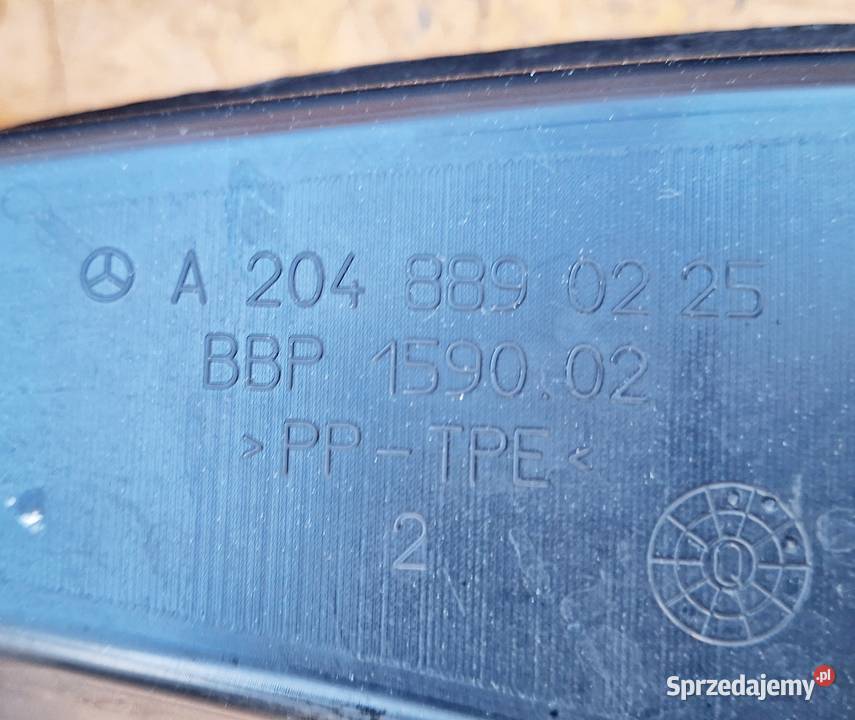 A 204 889 02 25
BBP 1590.02
>PP-TPE<
2
Q
Sprzedajemy.pl